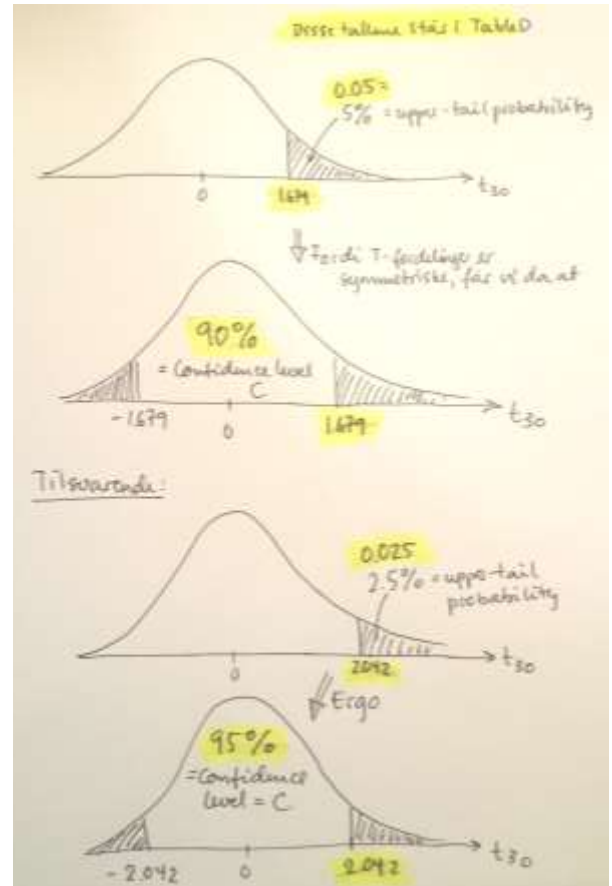 Disse tallene står i Table D
0.05 =
5% = upper-tail probability
0
1.679
t30
Fordi T-fordelinger er
symmetriske, får vi da at
90%
= Confidence level
C
-1.679
0
1.679
t30
Tilsvarende:
0.025
2.5% = upper-tail
probability
0
2.042
t30
Ergo
95%
= Confidence
level = C
-2.042
0
2.042
t30